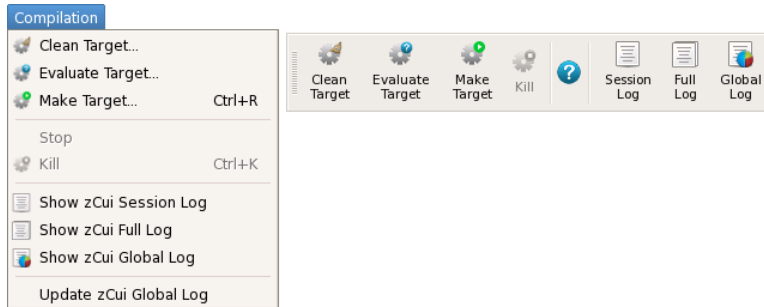 Compilation
Clean Target...
Evaluate Target...
Make Target... Ctrl+R
Stop
Kill Ctrl+K
Show zCui Session Log
Show zCui Full Log
Show zCui Global Log
Update zCui Global Log
Clean Target
Evaluate Target
Make Target
Kill
?
Session Log
Full Log
Global Log